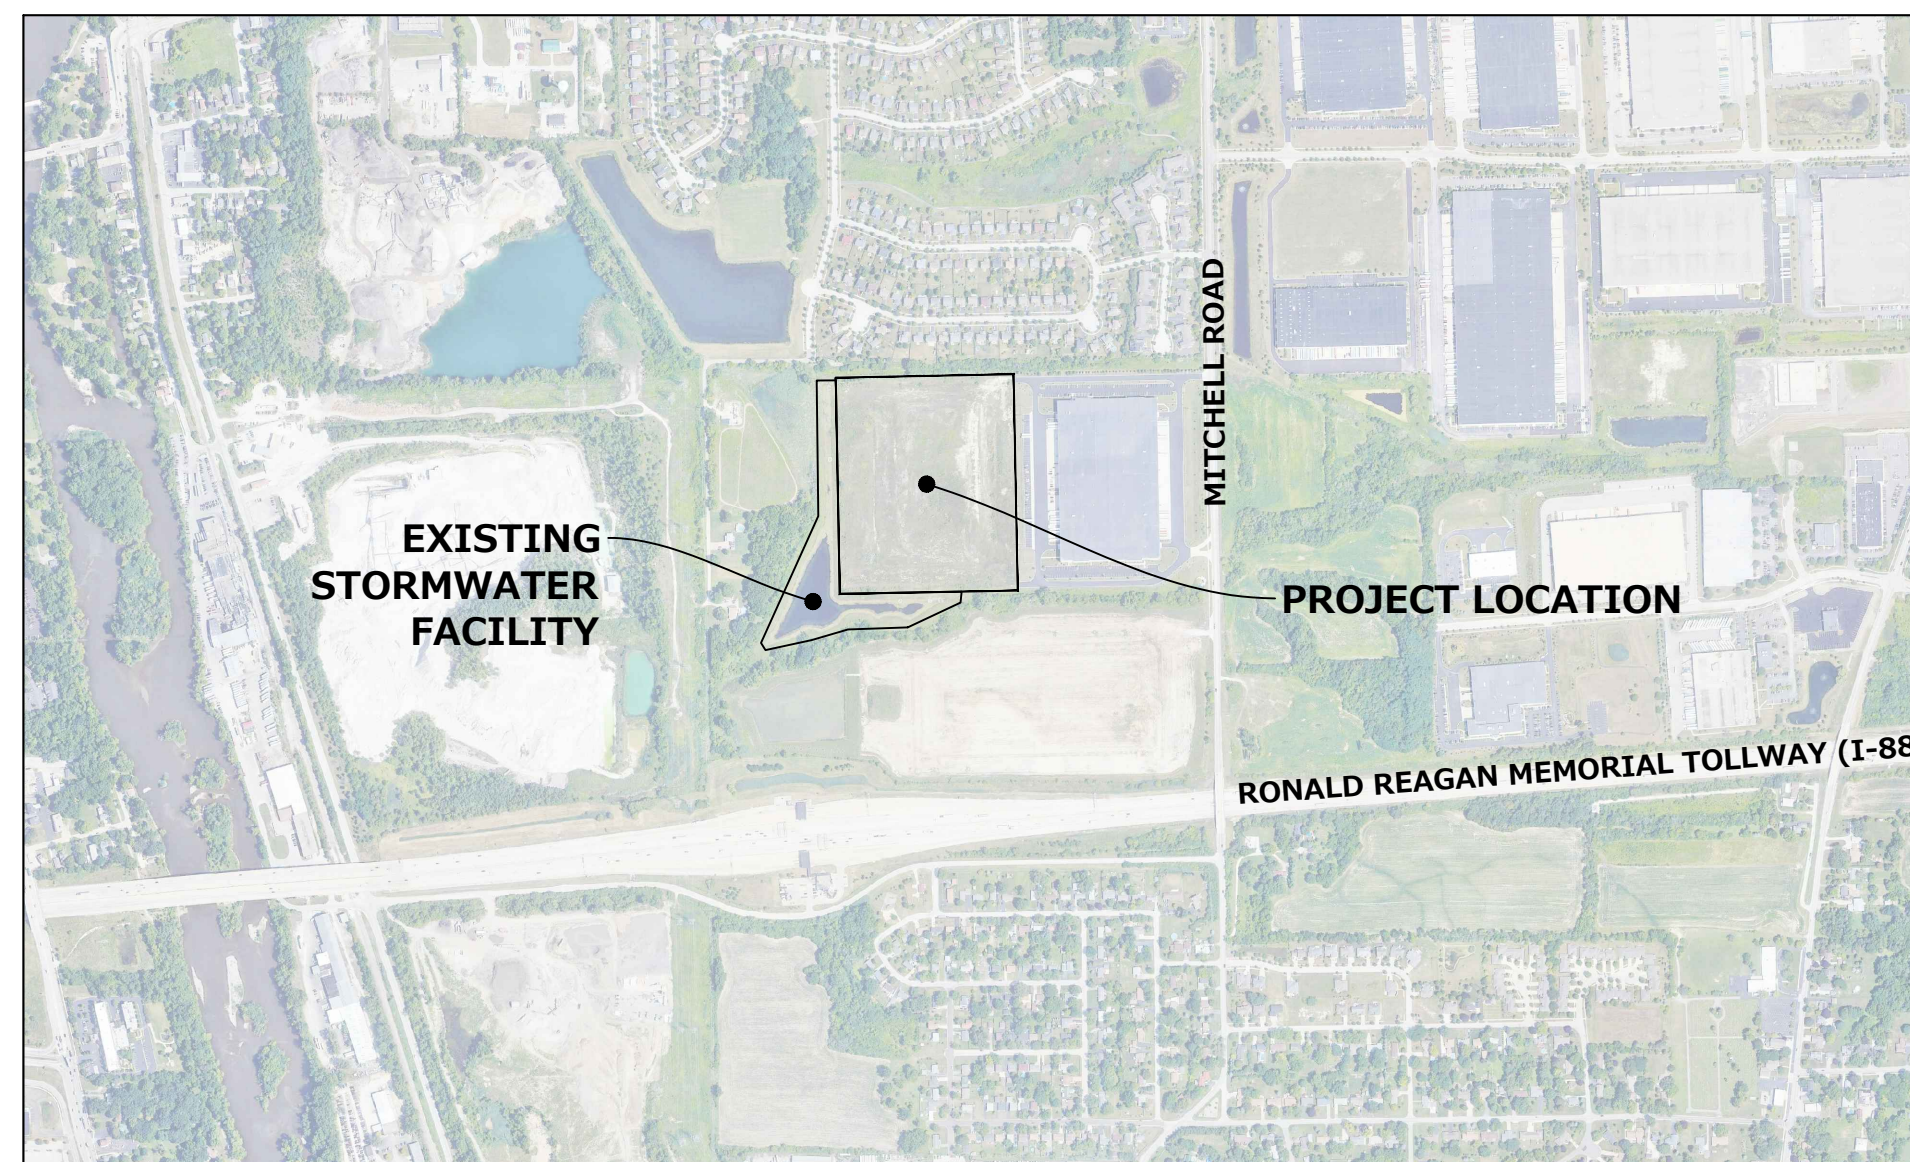 MITCHELL ROAD
EXISTING
STORMWATER
FACILITY
PROJECT LOCATION
RONALD REAGAN MEMORIAL TOLLWAY (I-88